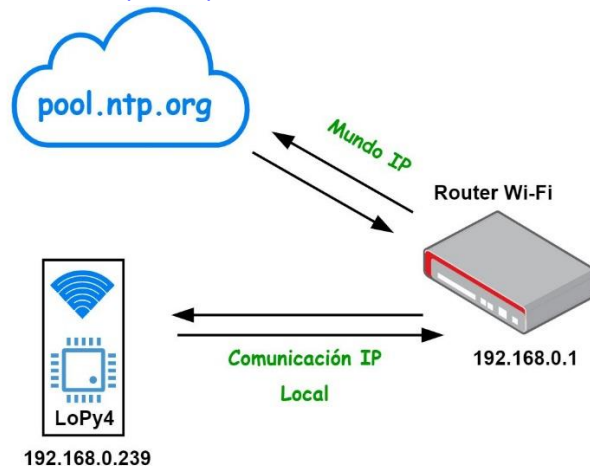 pool.ntp.org
Mundo IP
Router Wi-Fi
192.168.0.1
Comunicación IP
Local
LoPy4
192.168.0.239